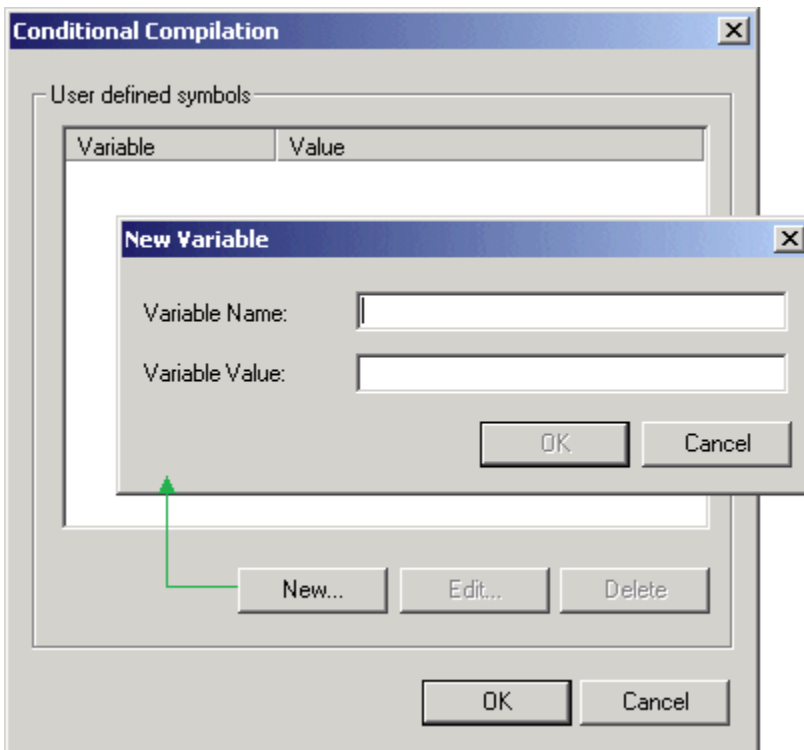 Conditional Compilation
User defined symbols
Variable Value
New Variable
Variable Name:
Variable Value:
OK Cancel
New... Edit... Delete
OK Cancel